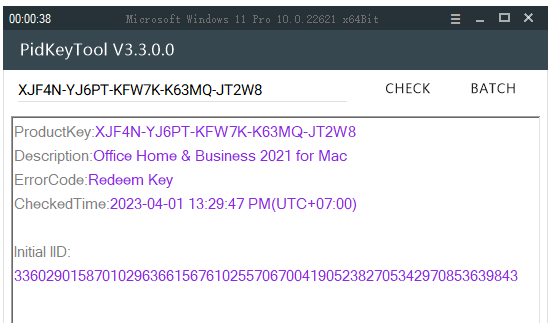 00:00:38 Microsoft Windows 11 Pro 10.0.22621 x64Bit
PidKeyTool V3.3.0.0
XJF4N-YJ6PT-KFW7K-K63MQ-JT2W8 CHECK BATCH
ProductKey:XJF4N-YJ6PT-KFW7K-K63MQ-JT2W8
Description:Office Home & Business 2021 for Mac
ErrorCode:Redeem Key
CheckedTime:2023-04-01 13:29:47 PM(UTC+07:00)
Initial IID:
336029015870102963661567610255706700419052382705342970853639843